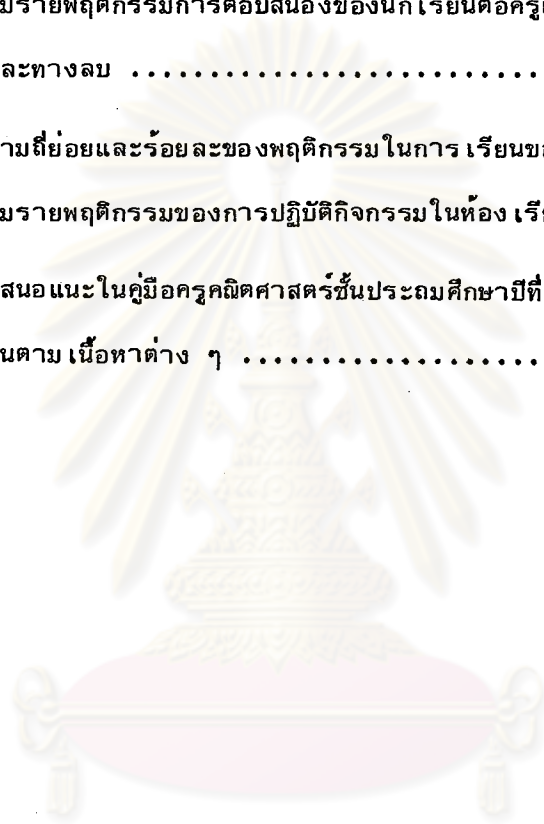 มรายพฤติกรรมการตอบสนองของนักเรียนต่อครู
ละทางลบ ...........................
ามถี่ย่อยและร้อยละของพฤติกรรมในการเรียนข
มรายพฤติกรรมของการปฏิบัติกิจกรรมในห้องเรี
สนอแนะในคู่มือครูคณิตศาสตร์ชั้นประถมศึกษาปีที่
นตามเนื้อหาต่าง ๆ ....................